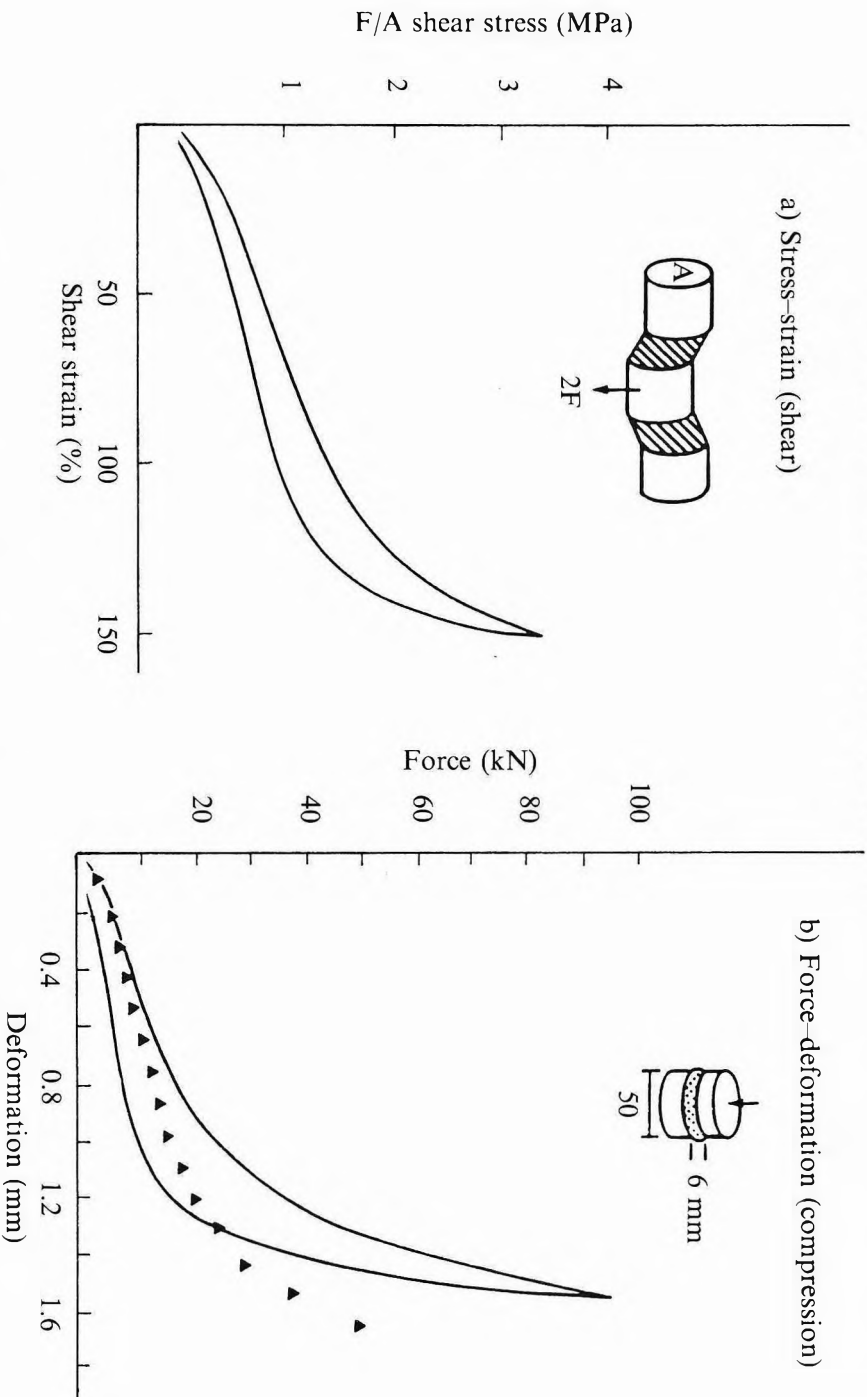 a) Stress–strain (shear)
A
2F
F/A shear stress (MPa)
4
3
2
1
50
100
150
Shear strain (%)
b) Force–deformation (compression)
50
6 mm
Force (kN)
100
80
60
40
20
0.4
0.8
1.2
1.6
Deformation (mm)